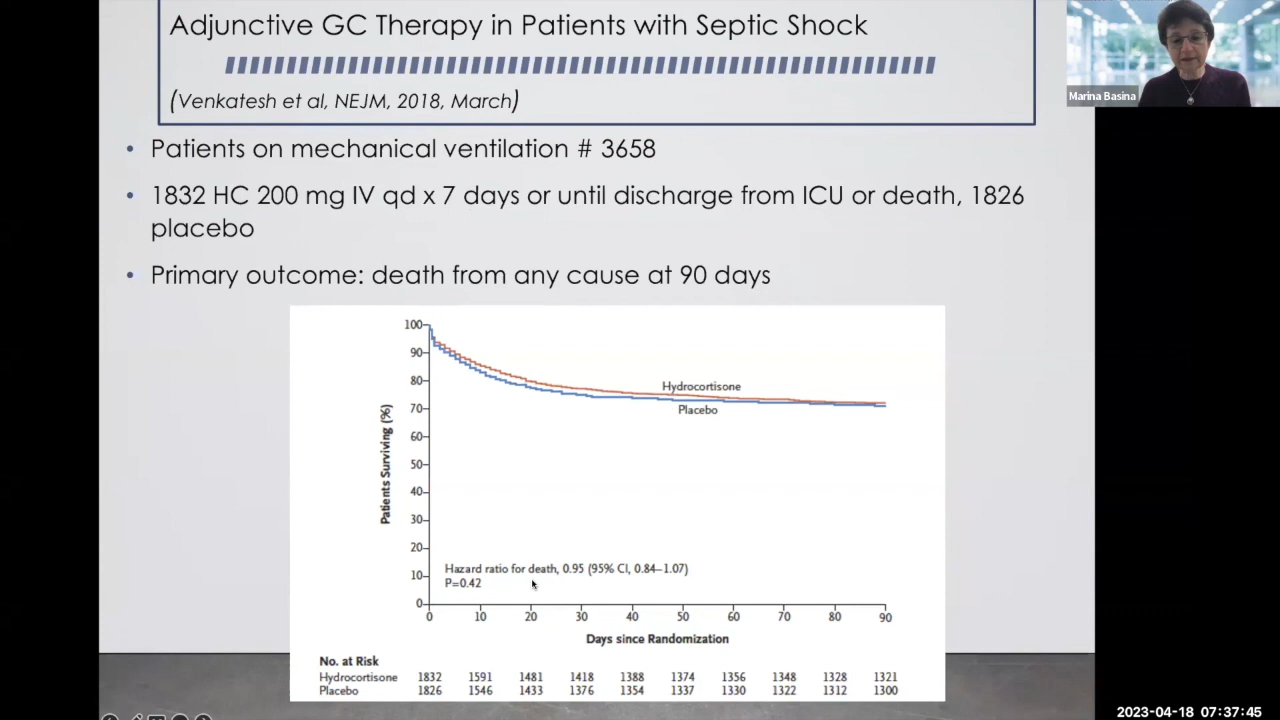 Adjunctive GC Therapy in Patients with Septic Shock
(Venkatesh et al, NEJM, 2018, March)
Marina Basina
• Patients on mechanical ventilation # 3658
• 1832 HC 200 mg IV qd x 7 days or until discharge from ICU or death, 1826
placebo
• Primary outcome: death from any cause at 90 days
100
90
80
70
60
50
40
30
20
10
0
Patients Surviving (%)
Hydrocortisone
Placebo
Hazard ratio for death, 0.95 (95% CI, 0.84–1.07)
P=0.42
0 10 20 30 40 50 60 70 80 90
Days since Randomization
No. at Risk
Hydrocortisone 1832 1591 1481 1418 1388 1374 1356 1348 1328 1321
Placebo 1826 1546 1433 1376 1354 1337 1330 1322 1312 1300
2023-04-18 07:37:45